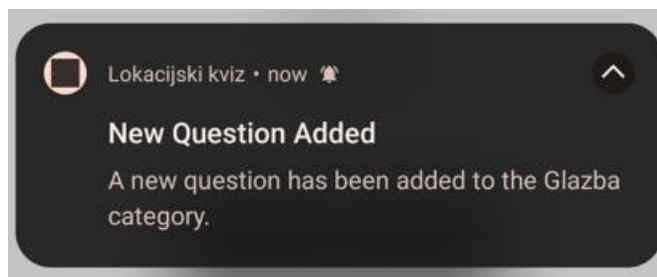 Lokacijski kviz • now
New Question Added
A new question has been added to the Glazba
category.